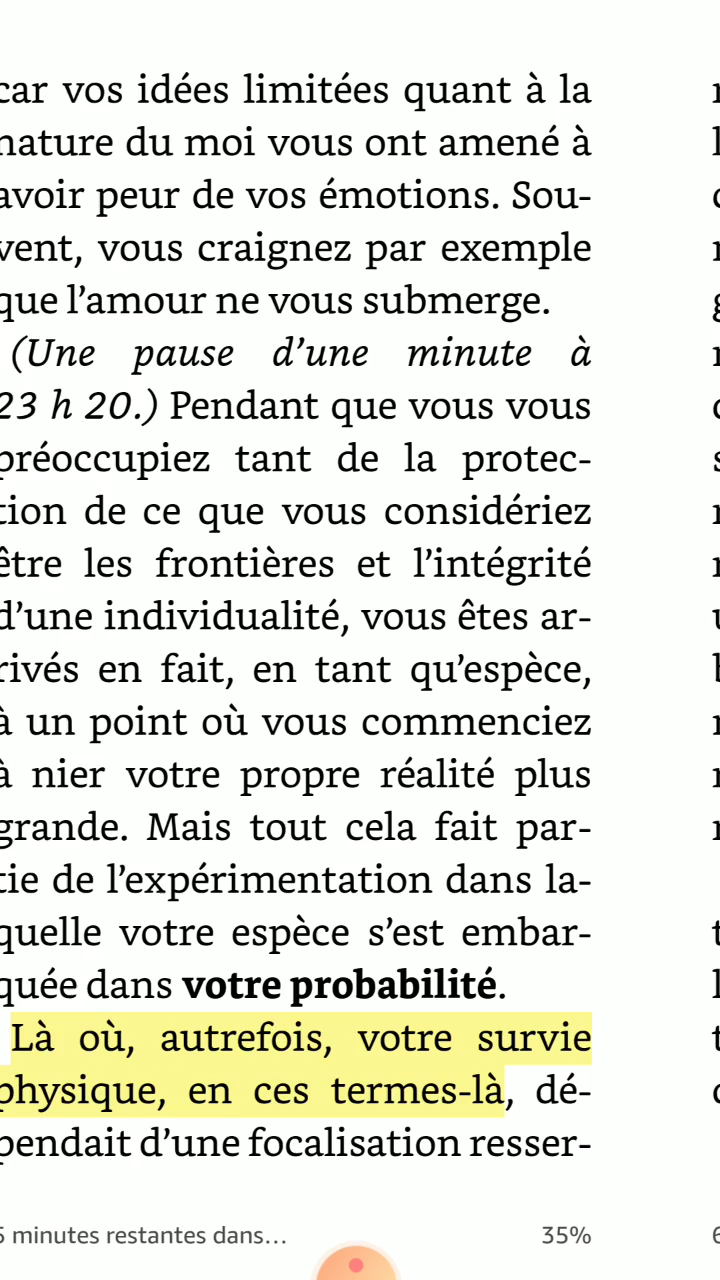 car vos idées limitées quant à la
nature du moi vous ont amené à
avoir peur de vos émotions. Sou-
vent, vous craignez par exemple
que l’amour ne vous submerge.
(Une pause d’une minute à
23 h 20.) Pendant que vous vous
préoccupiez tant de la protec-
tion de ce que vous considériez
être les frontières et l’intégrité
d’une individualité, vous êtes ar-
rivés en fait, en tant qu’espèce,
à un point où vous commenciez
à nier votre propre réalité plus
grande. Mais tout cela fait par-
tie de l’expérimentation dans la-
quelle votre espèce s’est embar-
quée dans votre probabilité.
Là où, autrefois, votre survie
physique, en ces termes-là, dé-
pendait d’une focalisation resser-
5 minutes restantes dans… 35%